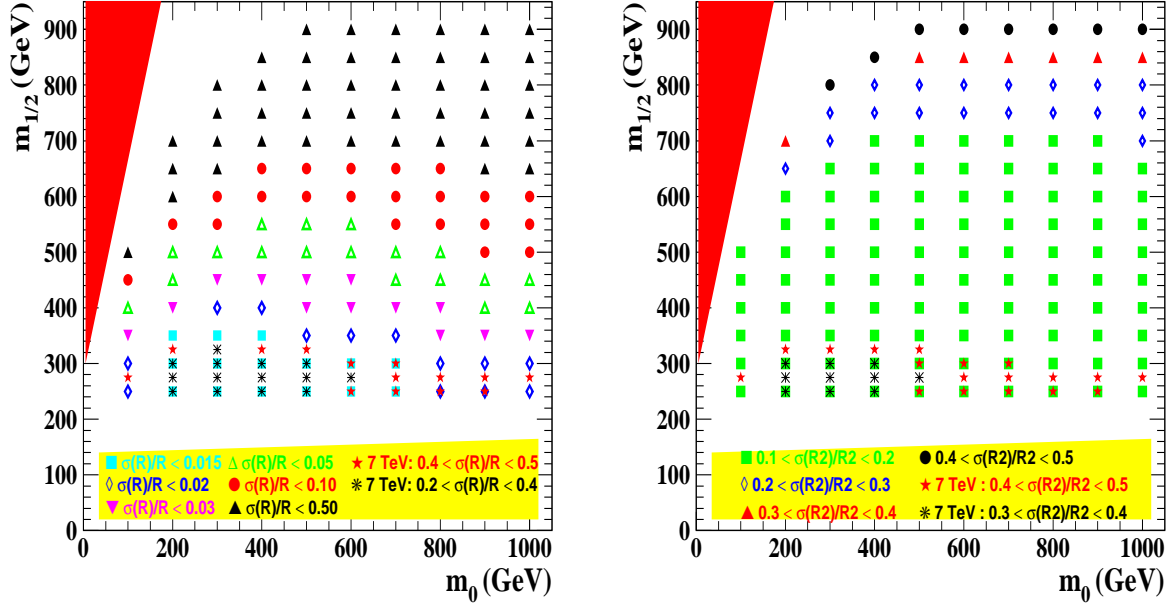 m1/2 (GeV)
900
800
700
600
500
400
300
200
100
0
σ(R)/R < 0.015
σ(R)/R < 0.05
7 TeV: 0.4 < σ(R)/R < 0.5
σ(R)/R < 0.02
σ(R)/R < 0.10
7 TeV: 0.2 < σ(R)/R < 0.4
σ(R)/R < 0.03
σ(R)/R < 0.50
0 200 400 600 800 1000
m0 (GeV)
m1/2 (GeV)
900
800
700
600
500
400
300
200
100
0
0.1 < σ(R2)/R2 < 0.2
0.4 < σ(R2)/R2 < 0.5
0.2 < σ(R2)/R2 < 0.3
7 TeV : 0.4 < σ(R2)/R2 < 0.5
0.3 < σ(R2)/R2 < 0.4
7 TeV : 0.3 < σ(R2)/R2 < 0.4
0 200 400 600 800 1000
m0 (GeV)